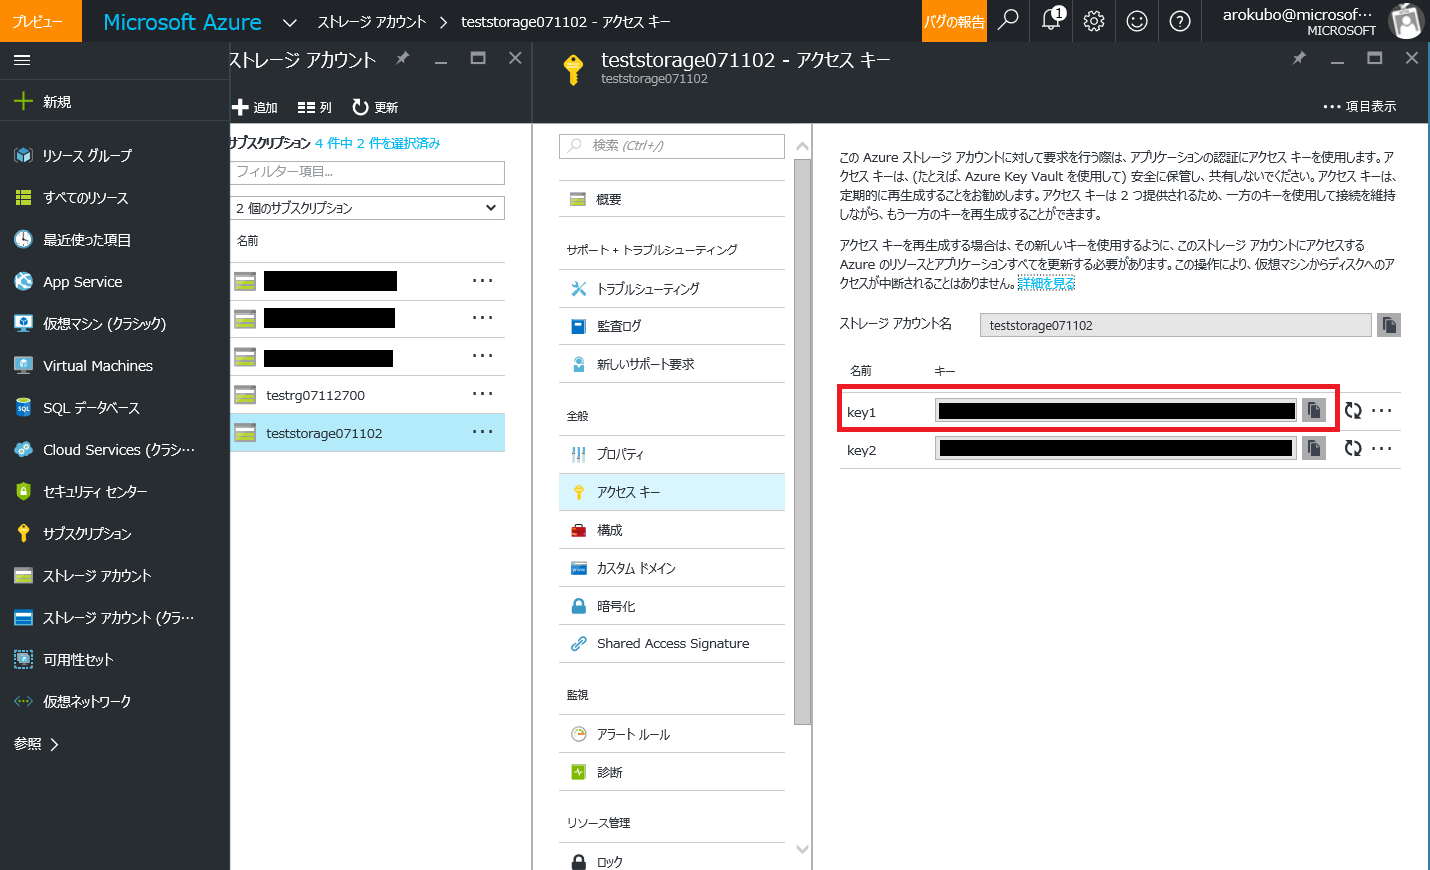 プレビュー
Microsoft Azure
ストレージ アカウント
teststorage071102 - アクセス キー
バグの報告
1
arokubo@microsof…
MICROSOFT
新規
リソース グループ
すべてのリソース
最近使った項目
App Service
仮想マシン (クラシック)
Virtual Machines
SQL データベース
Cloud Services (クラシ…
セキュリティ センター
サブスクリプション
ストレージ アカウント
ストレージ アカウント (クラ…
可用性セット
仮想ネットワーク
参照
ストレージ アカウント
追加
列
更新
サブスクリプション 4 件中 2 件を選択済み
フィルター項目...
2 個のサブスクリプション
名前
testrg07112700
teststorage071102
teststorage071102 - アクセス キー
teststorage071102
項目表示
検索 (Ctrl+/)
概要
サポート + トラブルシューティング
トラブルシューティング
監査ログ
新しいサポート要求
全般
プロパティ
アクセス キー
構成
カスタム ドメイン
暗号化
Shared Access Signature
監視
アラート ルール
診断
リソース管理
ロック
この Azure ストレージ アカウントに対して要求を行う際は、アプリケーションの認証にアクセス キーを使用します。ア
クセス キーは、(たとえば、Azure Key Vault を使用して) 安全に保管し、共有しないでください。アクセス キーは、
定期的に再生成することをお勧めします。アクセス キーは 2 つ提供されるため、一方のキーを使用して接続を維持
しながら、もう一方のキーを再生成することができます。
アクセス キーを再生成する場合は、その新しいキーを使用するように、このストレージ アカウントにアクセスする
Azure のリソースとアプリケーションすべてを更新する必要があります。この操作により、仮想マシンからディスクへのア
クセスが中断されることはありません。詳細を見る
ストレージ アカウント名
teststorage071102
名前
キー
key1
key2